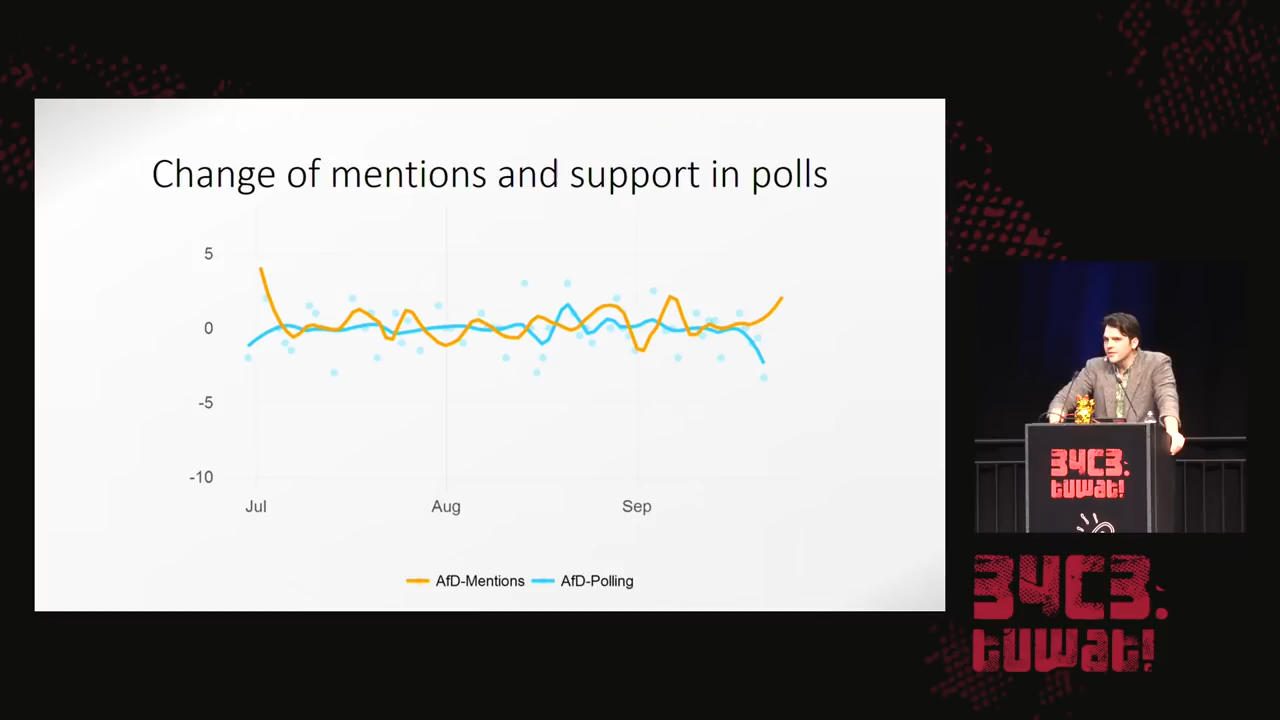 Change of mentions and support in polls
5
0
-5
-10
Jul Aug Sep
AfD-Mentions AfD-Polling
34C3.
tuwat!
34C3.
tuwat!